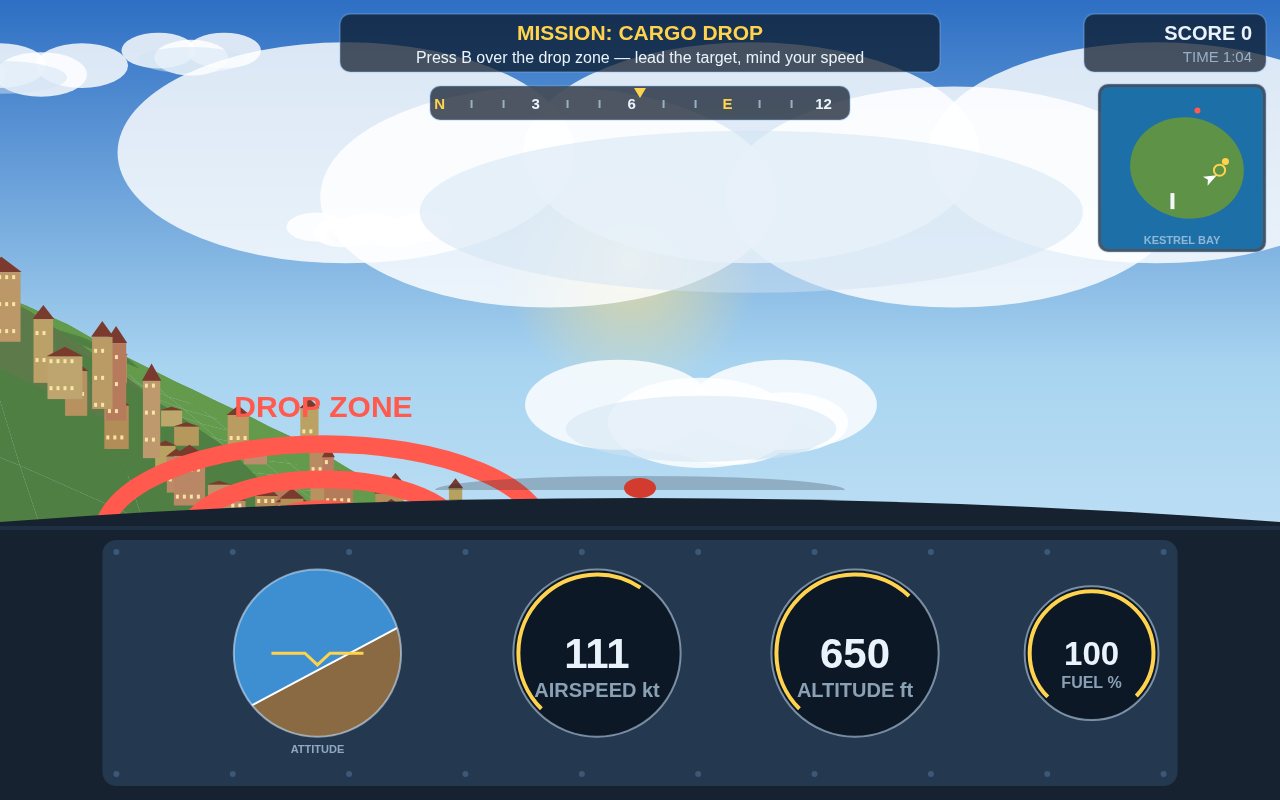 MISSION: CARGO DROP
Press B over the drop zone — lead the target, mind your speed
SCORE 0
TIME 1:04
N 3 6 E 12
KESTREL BAY
DROP ZONE
ATTITUDE
111
AIRSPEED kt
650
ALTITUDE ft
100
FUEL %